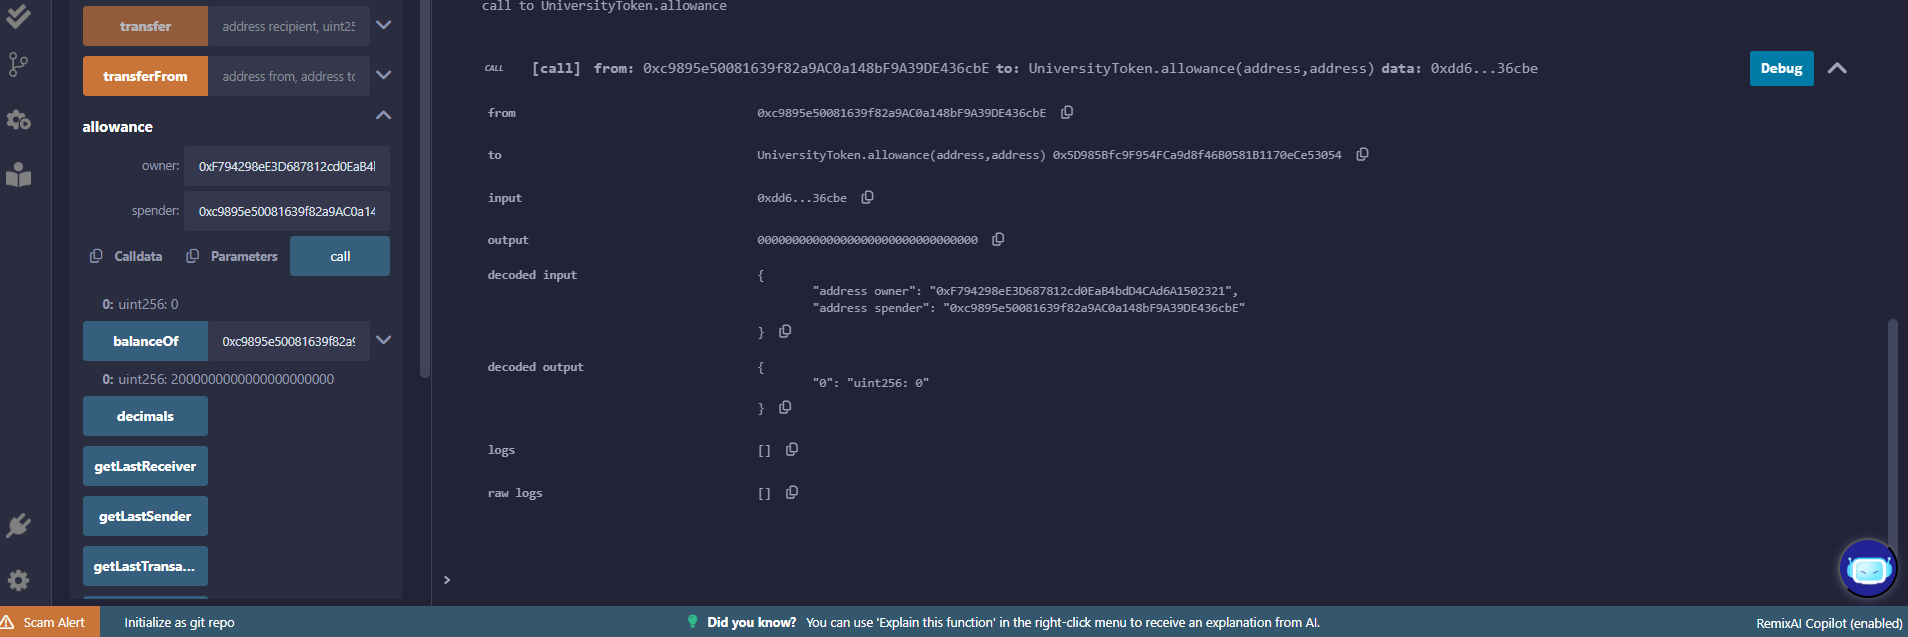 transfer
address recipient, uint25
transferFrom
address from, address to
allowance
owner:
0xF794298eE3D687812cd0EaB4l
spender:
0xc9895e50081639f82a9AC0a14
Calldata
Parameters
call
0: uint256: 0
balanceOf
0xc9895e50081639f82a9
0: uint256: 2000000000000000000000
decimals
getLastReceiver
getLastSender
getLastTransa...
call to UniversityToken.allowance
CALL [call] from: 0xc9895e50081639f82a9AC0a148bF9A39DE436cbE to: UniversityToken.allowance(address,address) data: 0xdd6...36cbe
Debug
from 0xc9895e50081639f82a9AC0a148bF9A39DE436cbE
to UniversityToken.allowance(address,address) 0x5D985Bfc9F954FCa9d8f46B0581B1170eCe53054
input 0xdd6...36cbe
output 00000000000000000000000000000000
decoded input {
"address owner": "0xF794298eE3D687812cd0EaB4bdD4CAd6A1502321",
"address spender": "0xc9895e50081639f82a9AC0a148bF9A39DE436cbE"
}
decoded output {
"0": "uint256: 0"
}
logs []
raw logs []
>
Scam Alert
Initialize as git repo
Did you know? You can use 'Explain this function' in the right-click menu to receive an explanation from AI.
RemixAI Copilot (enabled)